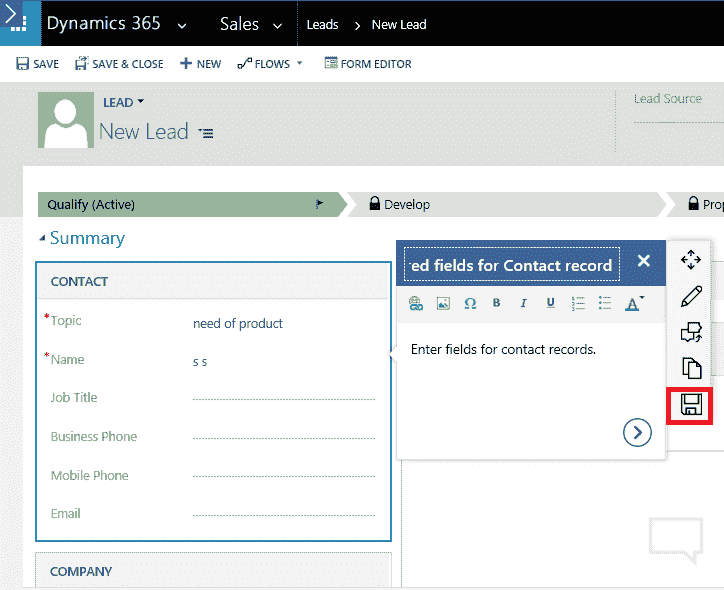 Dynamics 365 Sales Leads New Lead
SAVE SAVE & CLOSE NEW FLOWS FORM EDITOR
LEAD
New Lead
Lead Source
Qualify (Active) Develop Prop
Summary
CONTACT
*Topic need of product
*Name s s
Job Title
Business Phone
Mobile Phone
Email
COMPANY
red fields for Contact record
B I U A
Enter fields for contact records.